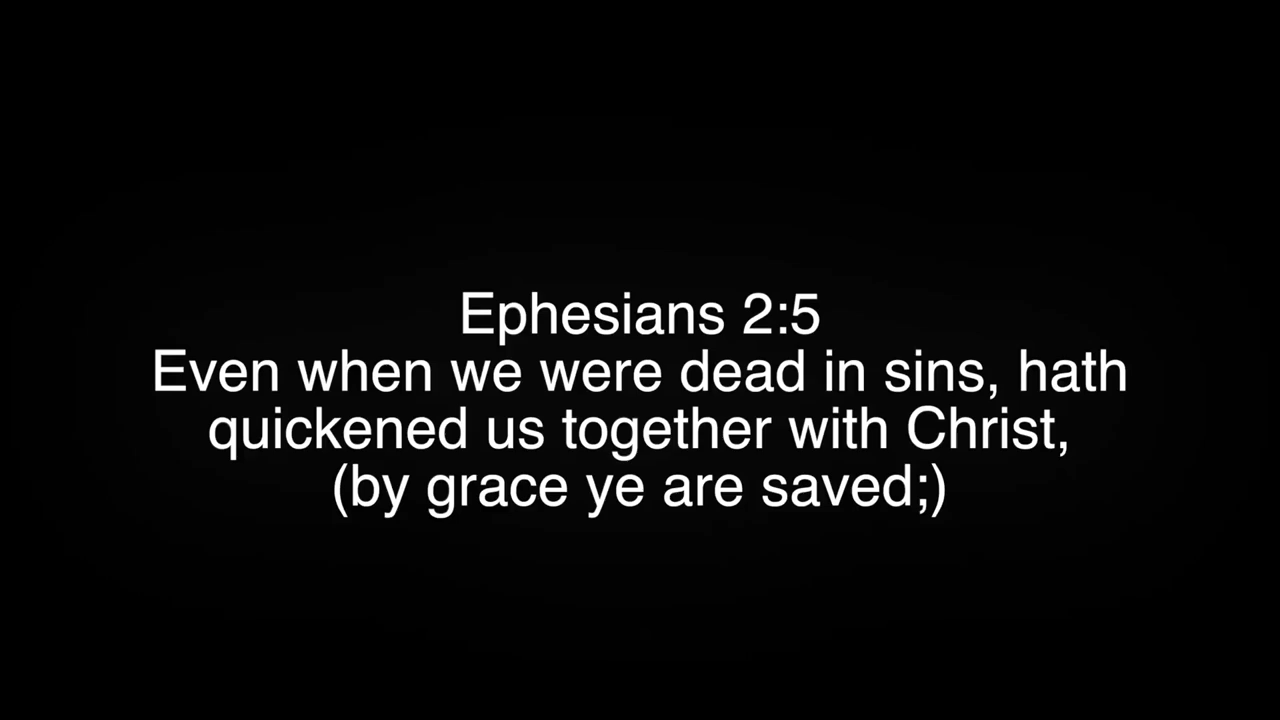 Ephesians 2:5
Even when we were dead in sins, hath
quickened us together with Christ,
(by grace ye are saved;)